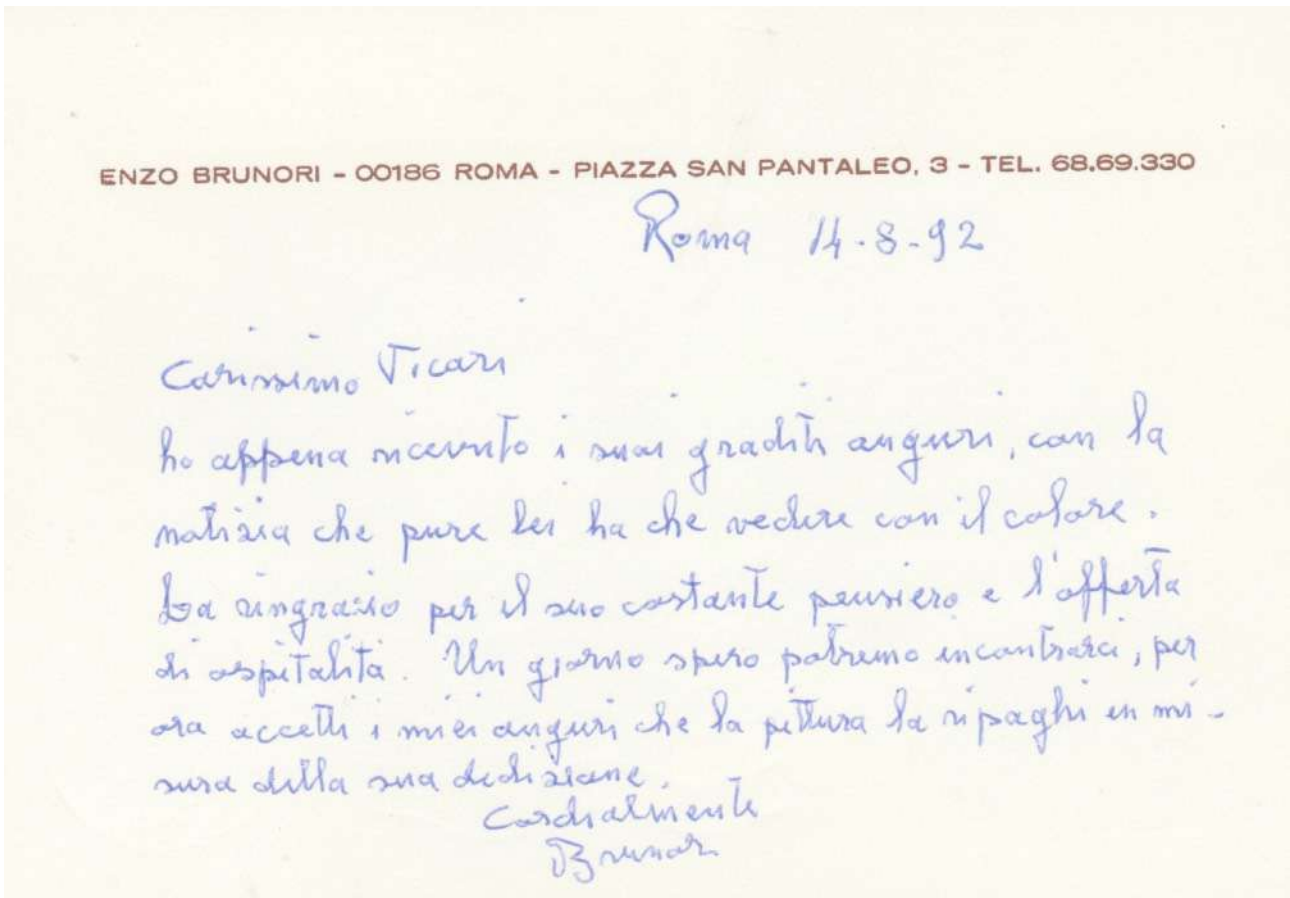 ENZO BRUNORI - 00186 ROMA - PIAZZA SAN PANTALEO, 3 - TEL. 68.69.330
Roma 14-8-92
Carissimo Vicari
ho appena ricevuto i suoi graditi auguri, con la
notizia che pure lei ha che vedere con il colore.
La ringrazio per il suo costante pensiero e l'offerta
di ospitalità. Un giorno spero potremo incontrarci, per
ora accetti i miei auguri che la pittura la ripaghi in mi-
sura della sua dedizione.
Cordialmente
Brunori